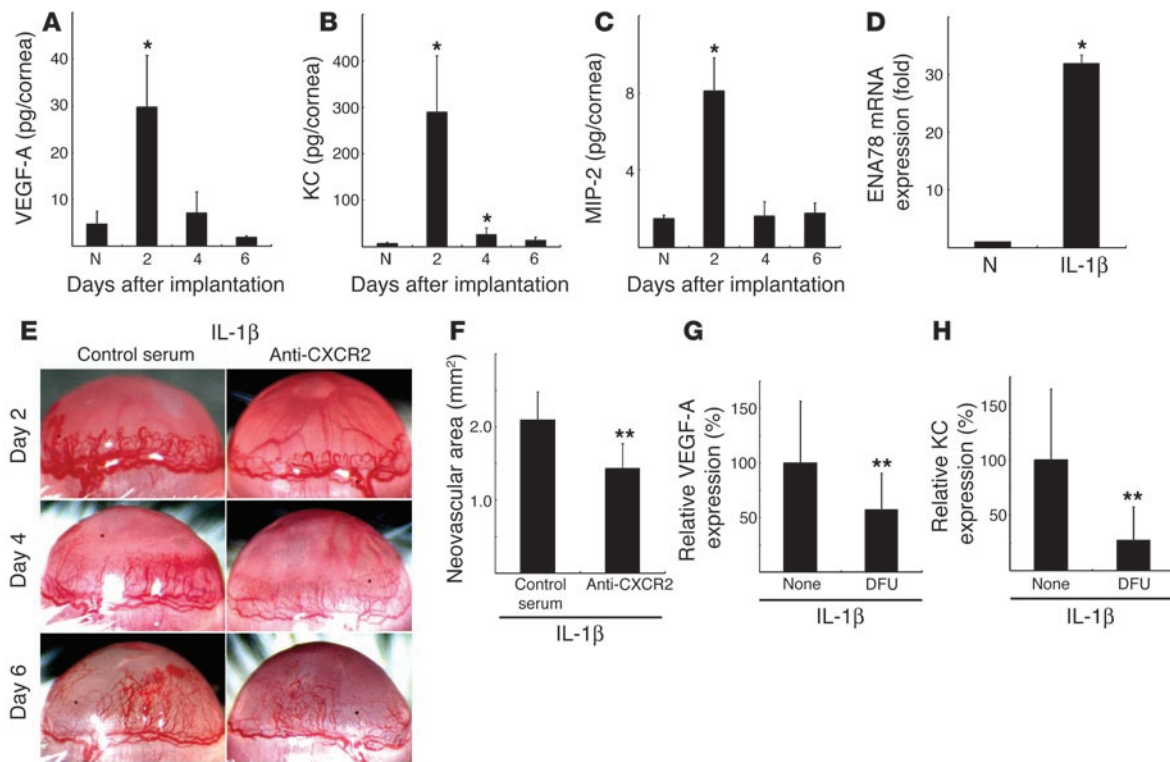 A
VEGF-A (pg/cornea)
40
30
20
10
*
N 2 4 6
Days after implantation
B
KC (pg/cornea)
400
300
200
100
*
*
N 2 4 6
Days after implantation
C
MIP-2 (pg/cornea)
8
4
*
N 2 4 6
Days after implantation
D
ENA78 mRNA
expression (fold)
30
20
10
*
N IL-1β
E
IL-1β
Control serum Anti-CXCR2
Day 2
Day 4
Day 6
F
Neovascular area (mm²)
2.0
1.0
**
Control
serum
Anti-CXCR2
IL-1β
G
Relative VEGF-A
expression (%)
150
100
50
**
None DFU
IL-1β
H
Relative KC
expression (%)
150
100
50
**
None DFU
IL-1β